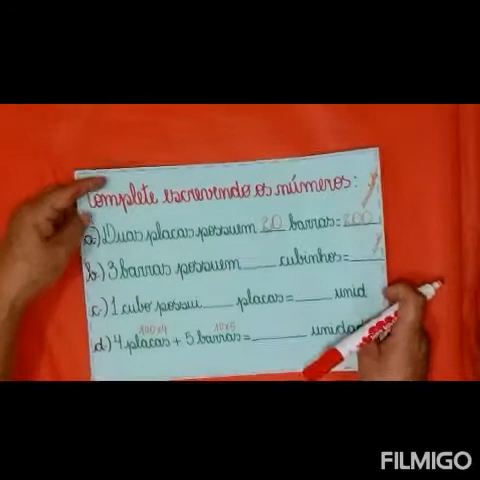 Complete escrevendo os números:
a) Duas placas possuem 20 barras = 200
b.) 3 barras possuem ____ cubinhos = ____
c.) 1 cubo possui ____ placas = ____ unid
100x4 10x5
d.) 4 placas + 5 barras = ____ unidad
FILMIGO